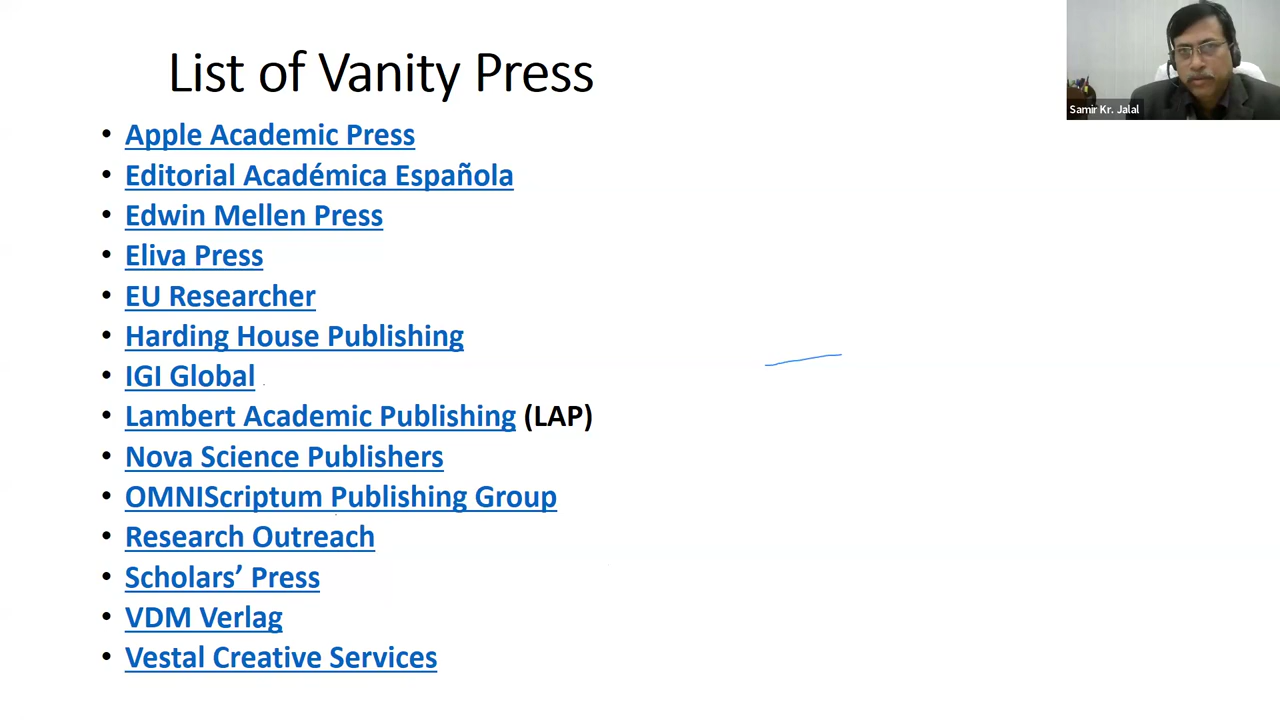 List of Vanity Press
Samir Kr. Jalal
• Apple Academic Press
• Editorial Académica Española
• Edwin Mellen Press
• Eliva Press
• EU Researcher
• Harding House Publishing
• IGI Global
• Lambert Academic Publishing (LAP)
• Nova Science Publishers
• OMNIScriptum Publishing Group
• Research Outreach
• Scholars’ Press
• VDM Verlag
• Vestal Creative Services